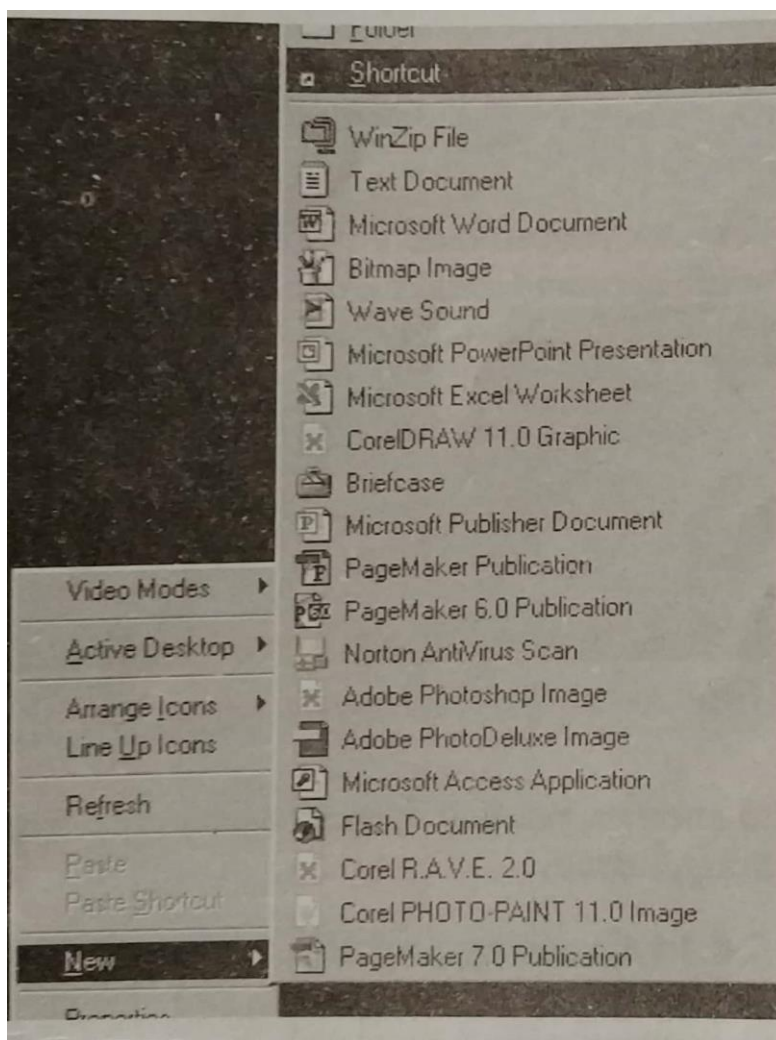 Folder
Shortcut
WinZip File
Text Document
Microsoft Word Document
Bitmap Image
Wave Sound
Microsoft PowerPoint Presentation
Microsoft Excel Worksheet
CorelDRAW 11.0 Graphic
Briefcase
Microsoft Publisher Document
PageMaker Publication
PageMaker 6.0 Publication
Norton AntiVirus Scan
Adobe Photoshop Image
Adobe PhotoDeluxe Image
Microsoft Access Application
Flash Document
Corel R.A.V.E. 2.0
Corel PHOTO-PAINT 11.0 Image
PageMaker 7.0 Publication
Video Modes
Active Desktop
Arrange Icons
Line Up Icons
Refresh
Paste
Paste Shortcut
New
Properties